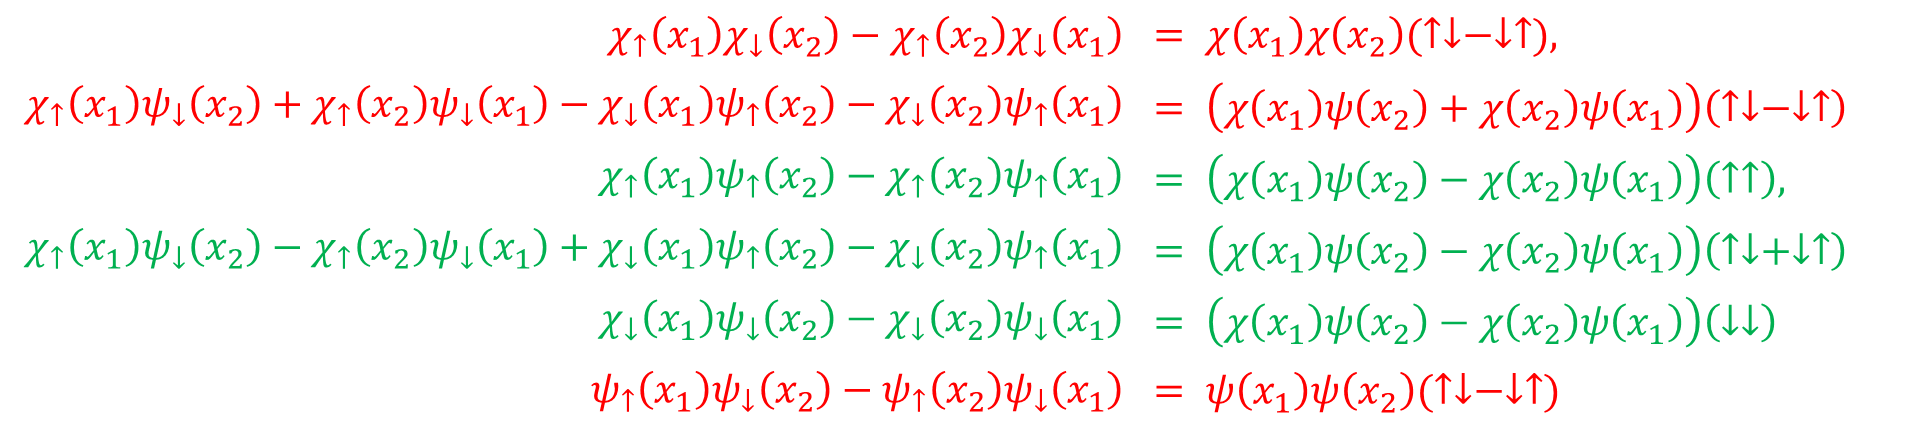 χ↑(x₁)χ↓(x₂) − χ↑(x₂)χ↓(x₁) = χ(x₁)χ(x₂)(↑↓−↓↑),
χ↑(x₁)ψ↓(x₂) + χ↑(x₂)ψ↓(x₁) − χ↓(x₁)ψ↑(x₂) − χ↓(x₂)ψ↑(x₁) = (χ(x₁)ψ(x₂) + χ(x₂)ψ(x₁))(↑↓−↓↑)
χ↑(x₁)ψ↑(x₂) − χ↑(x₂)ψ↑(x₁) = (χ(x₁)ψ(x₂) − χ(x₂)ψ(x₁))(↑↑),
χ↑(x₁)ψ↓(x₂) − χ↑(x₂)ψ↓(x₁) + χ↓(x₁)ψ↑(x₂) − χ↓(x₂)ψ↑(x₁) = (χ(x₁)ψ(x₂) − χ(x₂)ψ(x₁))(↑↓+↓↑)
χ↓(x₁)ψ↓(x₂) − χ↓(x₂)ψ↓(x₁) = (χ(x₁)ψ(x₂) − χ(x₂)ψ(x₁))(↓↓)
ψ↑(x₁)ψ↓(x₂) − ψ↑(x₂)ψ↓(x₁) = ψ(x₁)ψ(x₂)(↑↓−↓↑)